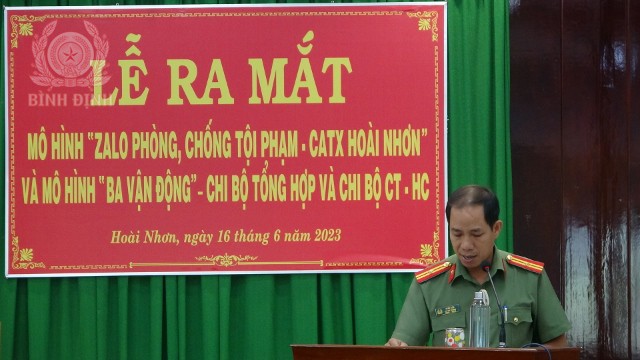 BÌNH ĐỊNH
LỄ RA MẮT
MÔ HÌNH "ZALO PHÒNG, CHỐNG TỘI PHẠM - CATX HOÀI NHƠN"
VÀ MÔ HÌNH "BA VẬN ĐỘNG" - CHI BỘ TỔNG HỢP VÀ CHI BỘ CT - HC
Hoài Nhơn, ngày 16 tháng 6 năm 2023